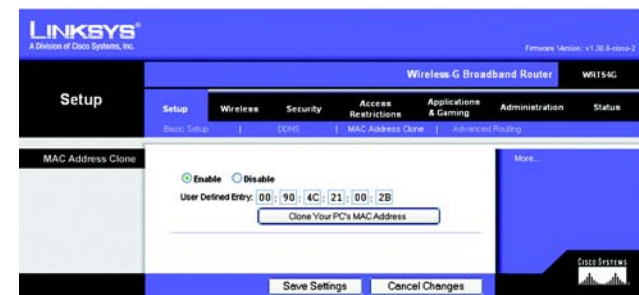 LINKSYS®
A Division of Cisco Systems, Inc.
Firmware Version: v1.30.8-cisco-2
Wireless-G Broadband Router WRT54G
Setup
Setup Wireless Security Access Restrictions Applications & Gaming Administration Status
Basic Setup | DDNS | MAC Address Clone | Advanced Routing
MAC Address Clone
More...
Enable Disable
User Defined Entry: 00 : 90 : 4C : 21 : 00 : 2B
Clone Your PC's MAC Address
CISCO SYSTEMS
Save Settings Cancel Changes